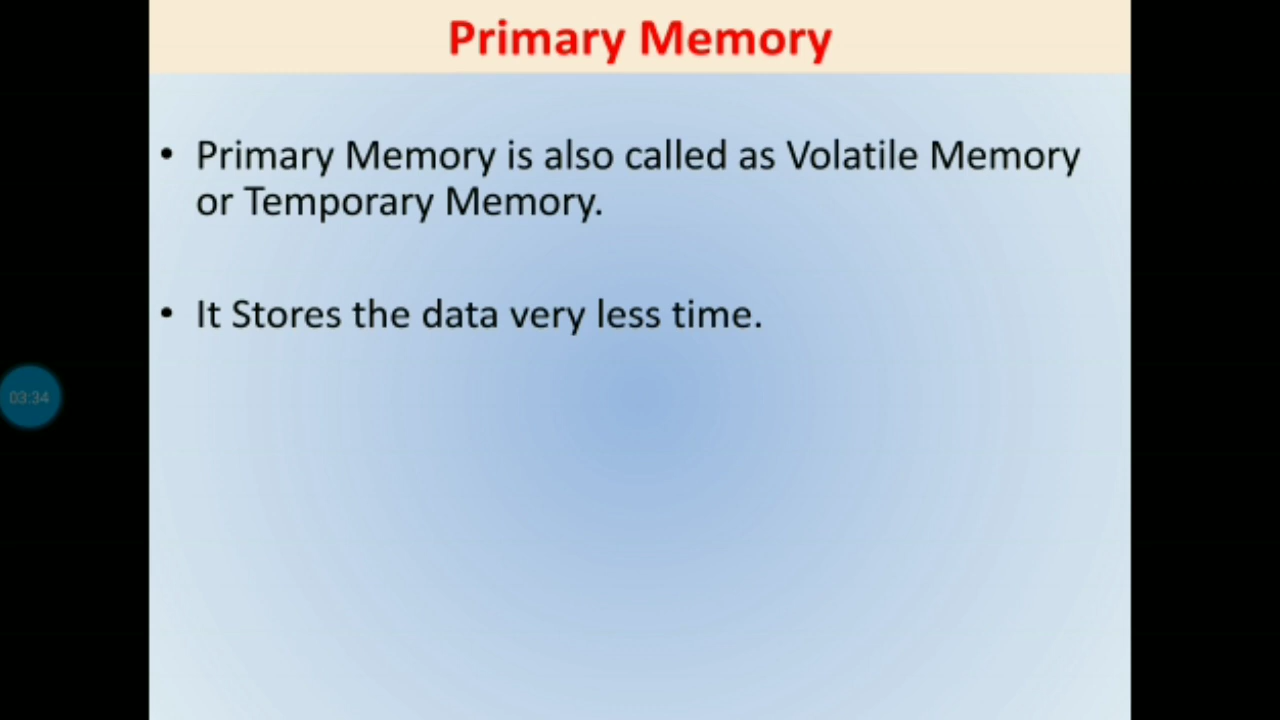 Primary Memory
• Primary Memory is also called as Volatile Memory
or Temporary Memory.
• It Stores the data very less time.
03:34